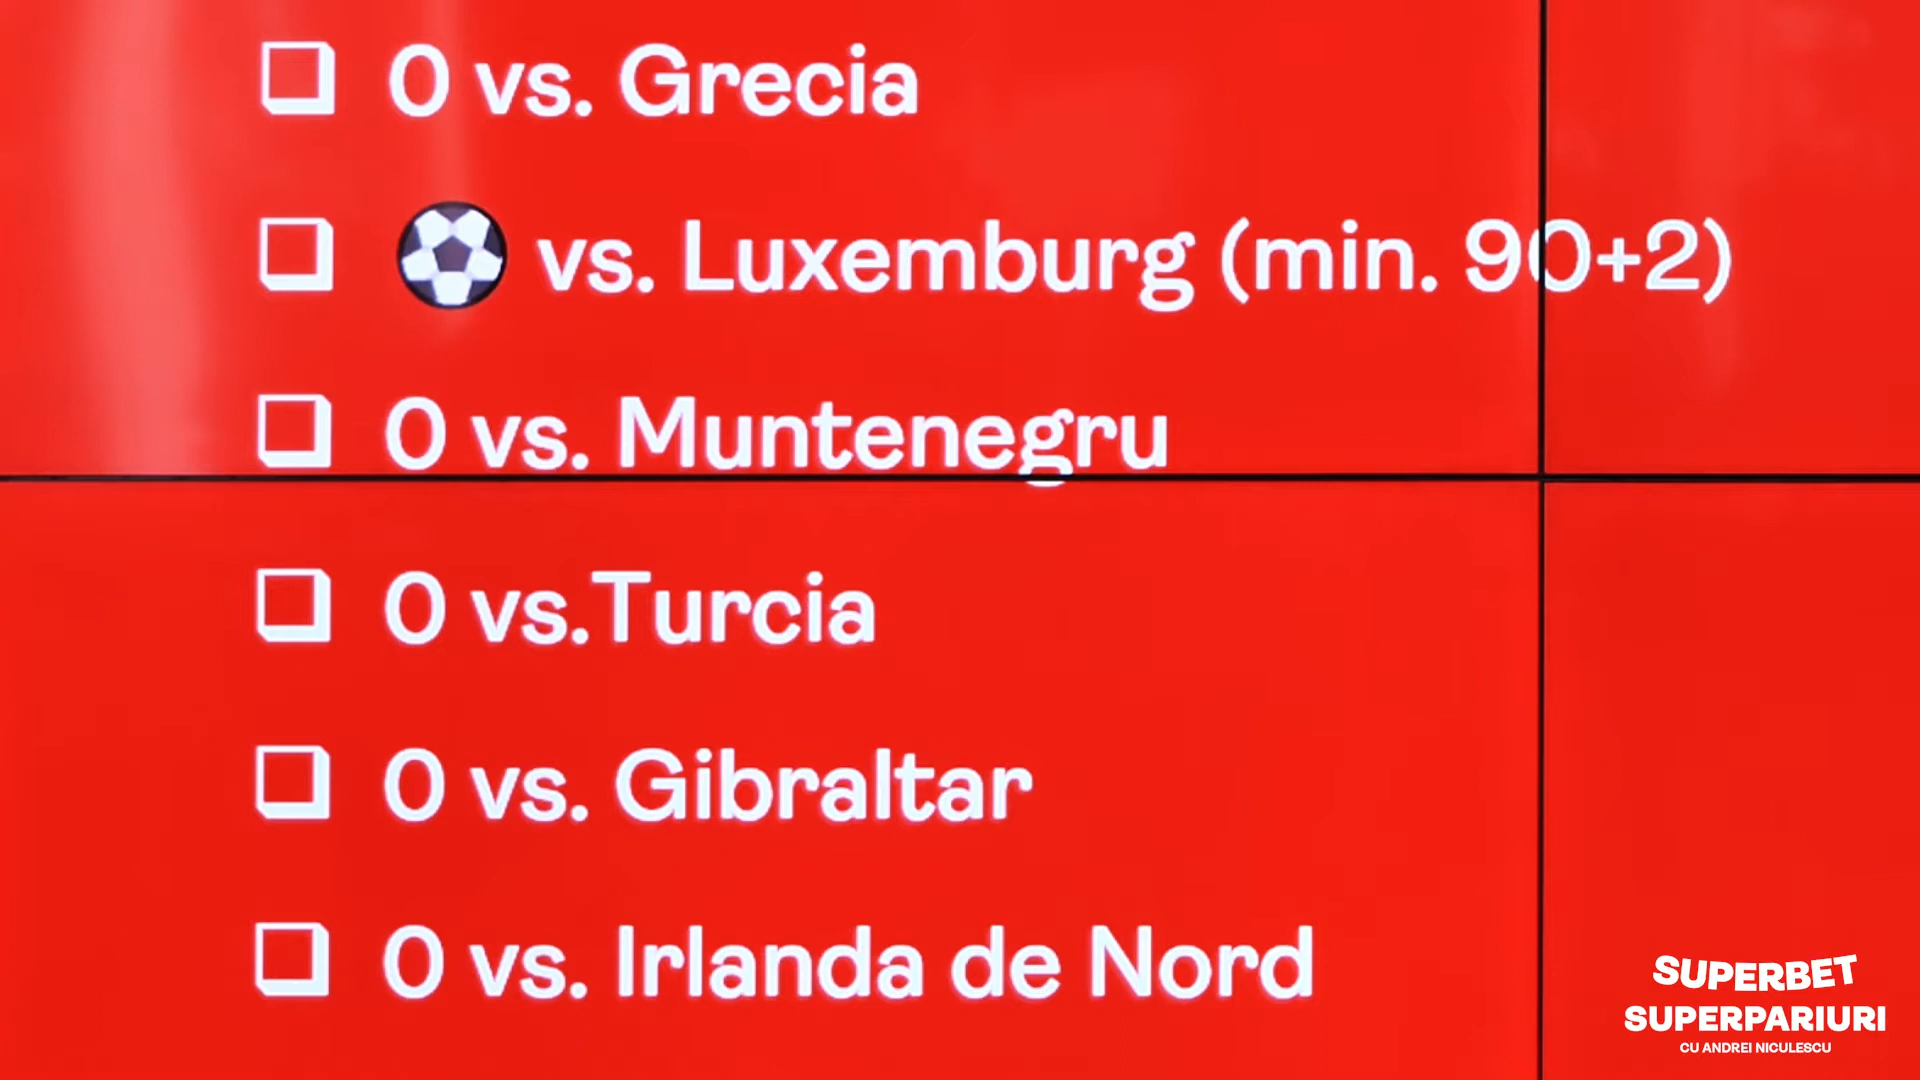 0 vs. Grecia
⚽ vs. Luxemburg (min. 90+2)
0 vs. Muntenegru
0 vs.Turcia
0 vs. Gibraltar
0 vs. Irlanda de Nord
SUPERBET
SUPERPARIURI
CU ANDREI NICULESCU